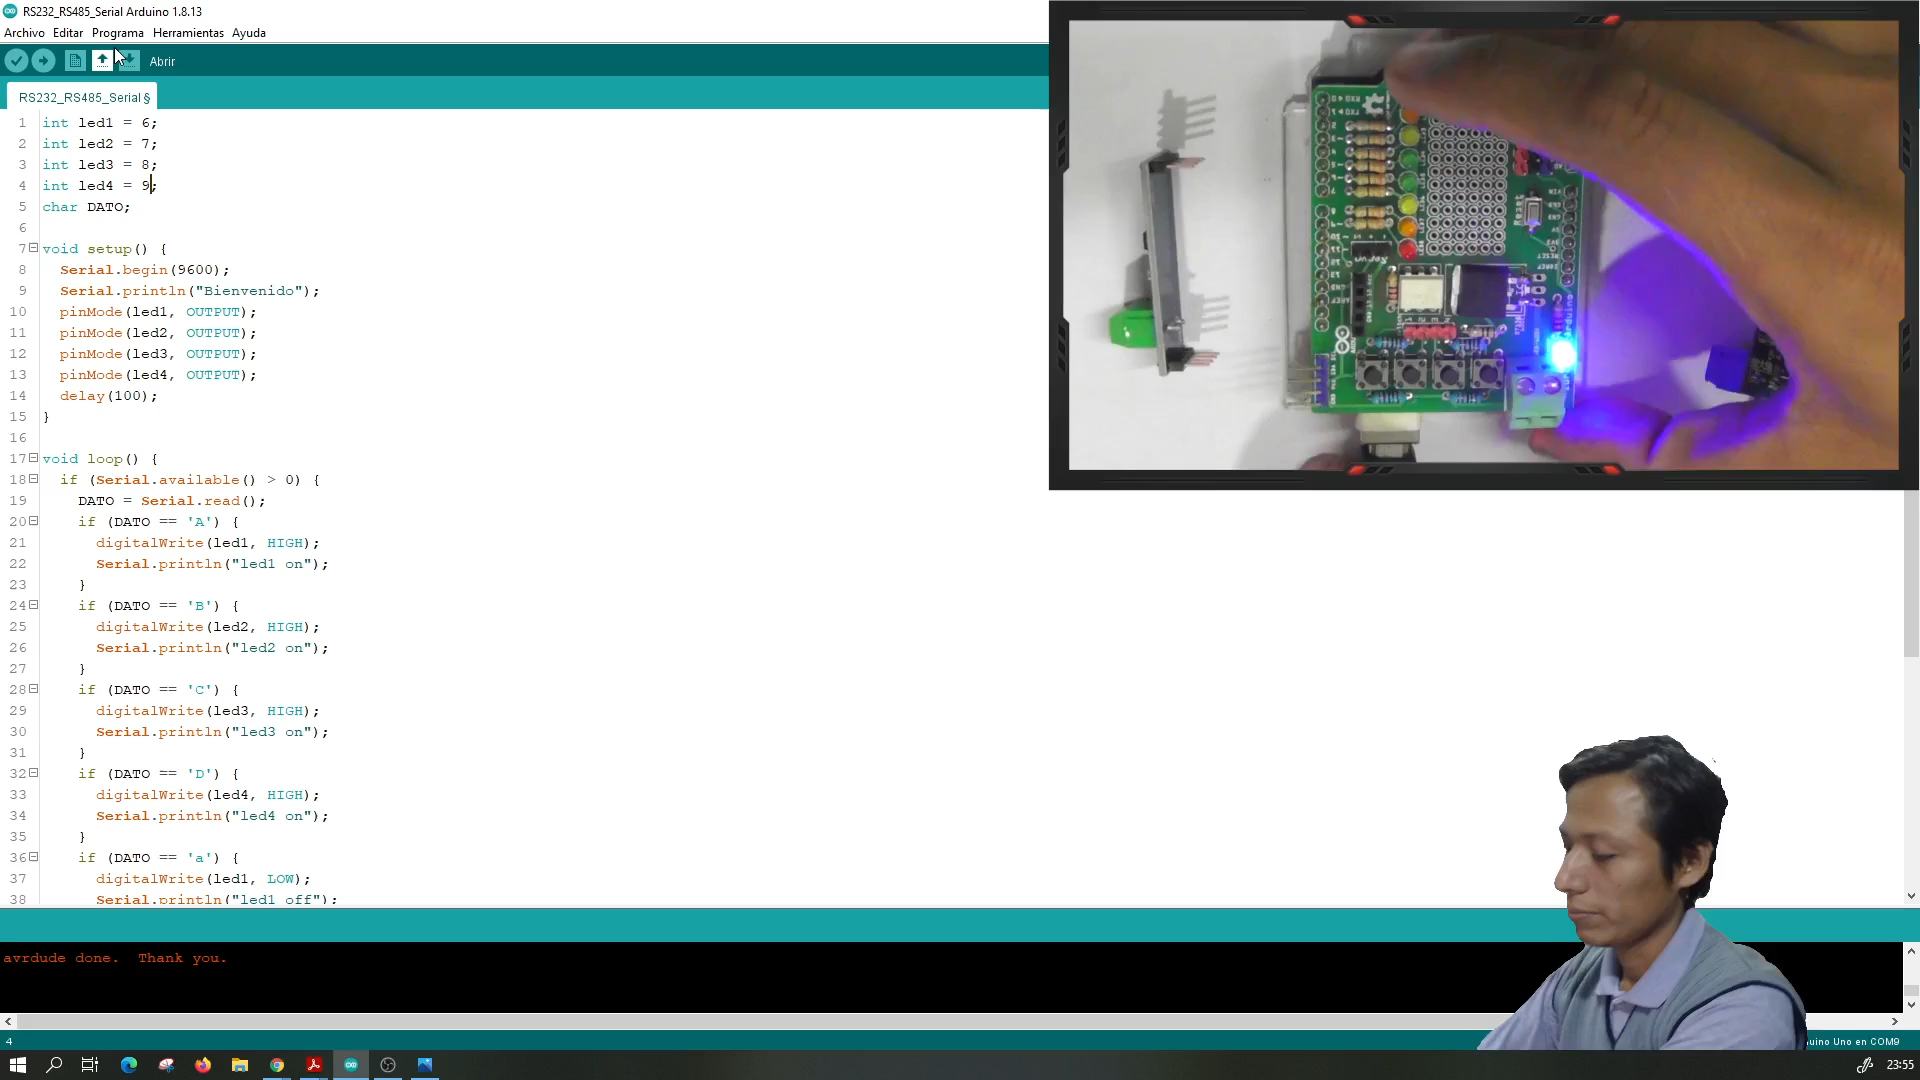 RS232_RS485_Serial Arduino 1.8.13
Archivo Editar Programa Herramientas Ayuda
Abrir
RS232_RS485_Serial §
1 int led1 = 6;
2 int led2 = 7;
3 int led3 = 8;
4 int led4 = 9;
5 char DATO;
6
7 void setup() {
8 Serial.begin(9600);
9 Serial.println("Bienvenido");
10 pinMode(led1, OUTPUT);
11 pinMode(led2, OUTPUT);
12 pinMode(led3, OUTPUT);
13 pinMode(led4, OUTPUT);
14 delay(100);
15 }
16
17 void loop() {
18 if (Serial.available() > 0) {
19 DATO = Serial.read();
20 if (DATO == 'A') {
21 digitalWrite(led1, HIGH);
22 Serial.println("led1 on");
23 }
24 if (DATO == 'B') {
25 digitalWrite(led2, HIGH);
26 Serial.println("led2 on");
27 }
28 if (DATO == 'C') {
29 digitalWrite(led3, HIGH);
30 Serial.println("led3 on");
31 }
32 if (DATO == 'D') {
33 digitalWrite(led4, HIGH);
34 Serial.println("led4 on");
35 }
36 if (DATO == 'a') {
37 digitalWrite(led1, LOW);
38 Serial.println("led1 off");
avrdude done. Thank you.
4
uino Uno en COM9
23:55
Reset
VIN
RESET
IOREF